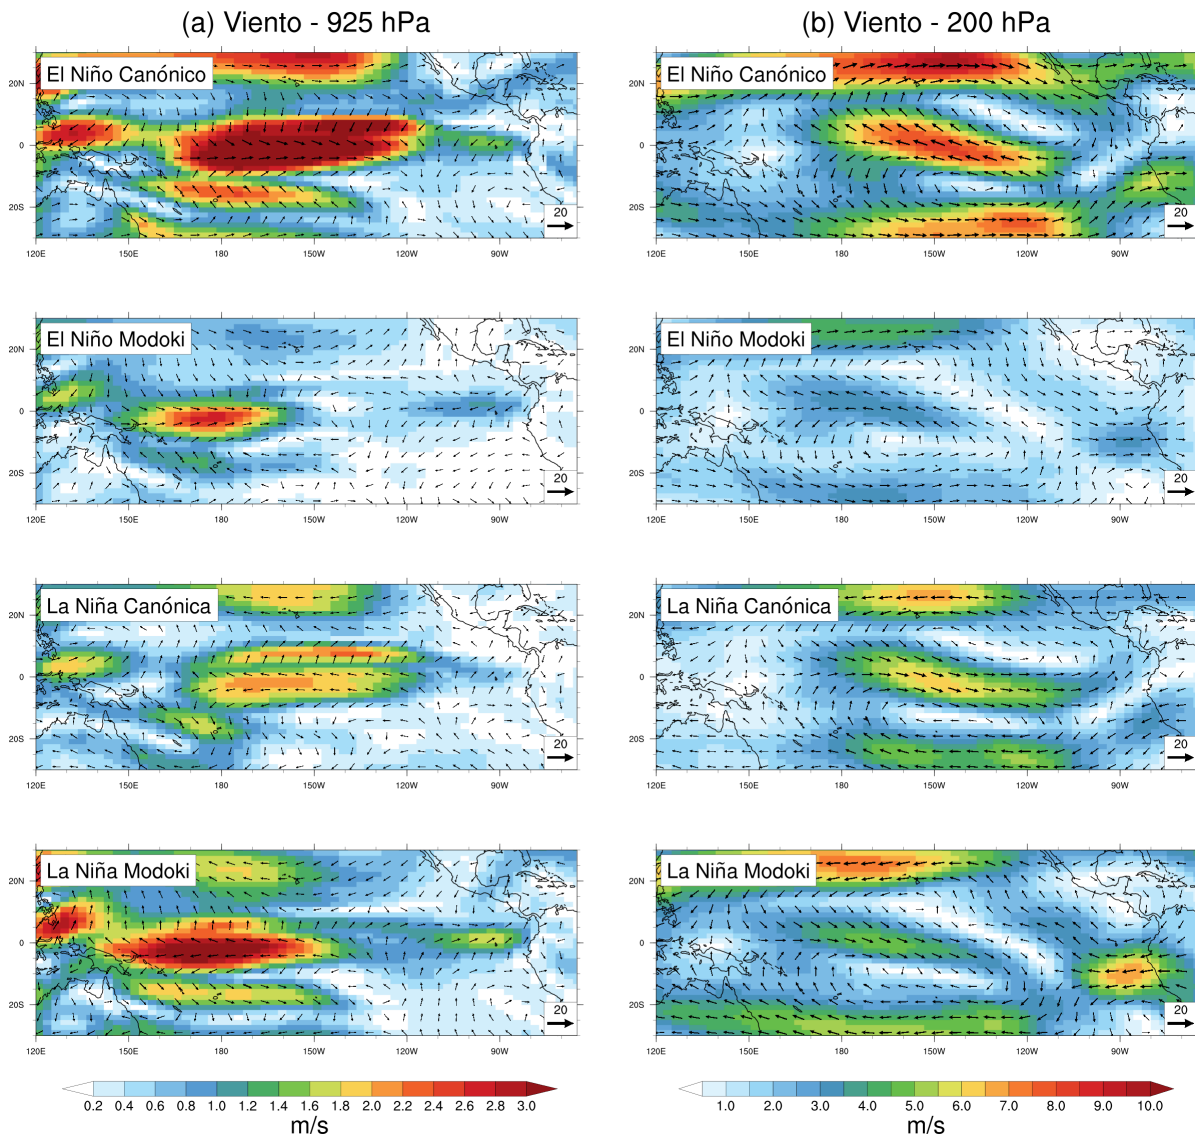 (a) Viento - 925 hPa
(b) Viento - 200 hPa
El Niño Canónico
20N
0
20S
20
120E 150E 180 150W 120W 90W
El Niño Canónico
20N
0
20S
20
120E 150E 180 150W 120W 90W
El Niño Modoki
20N
0
20S
20
120E 150E 180 150W 120W 90W
El Niño Modoki
20N
0
20S
20
120E 150E 180 150W 120W 90W
La Niña Canónica
20N
0
20S
20
120E 150E 180 150W 120W 90W
La Niña Canónica
20N
0
20S
20
120E 150E 180 150W 120W 90W
La Niña Modoki
20N
0
20S
20
120E 150E 180 150W 120W 90W
La Niña Modoki
20N
0
20S
20
120E 150E 180 150W 120W 90W
0.2 0.4 0.6 0.8 1.0 1.2 1.4 1.6 1.8 2.0 2.2 2.4 2.6 2.8 3.0
m/s
1.0 2.0 3.0 4.0 5.0 6.0 7.0 8.0 9.0 10.0
m/s